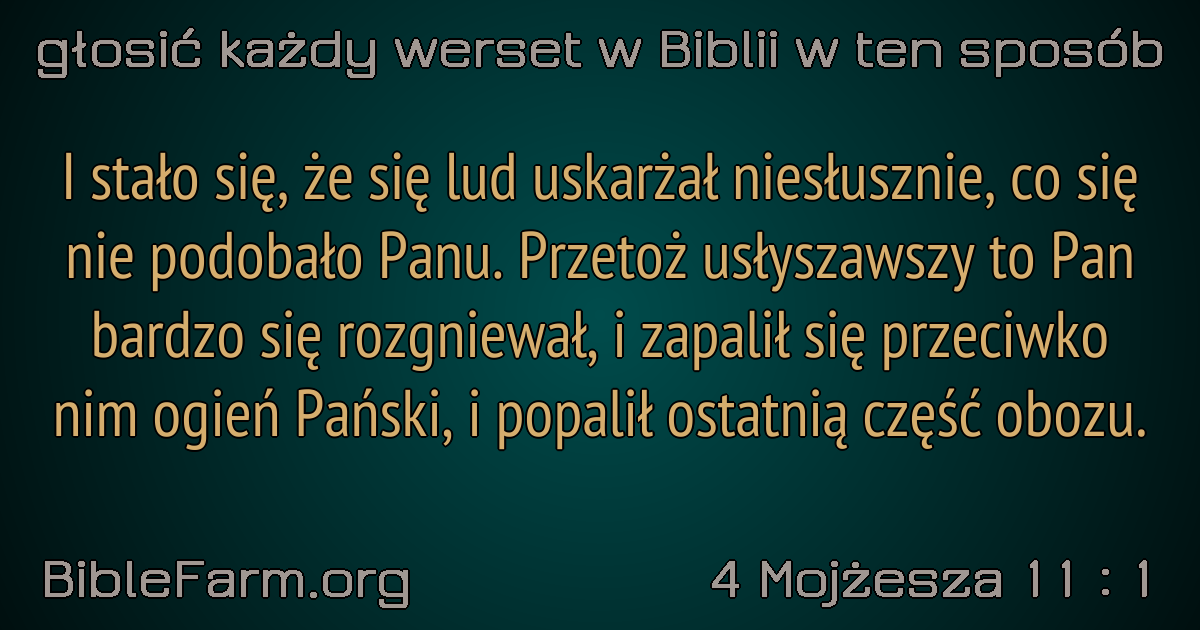 głosić każdy werset w Biblii w ten sposób
I stało się, że się lud uskarżał niesłusznie, co się
nie podobało Panu. Przetoż usłyszawszy to Pan
bardzo się rozgniewał, i zapalił się przeciwko
nim ogień Pański, i popalił ostatnią część obozu.
BibleFarm.org
4 Mojżesza 11 : 1